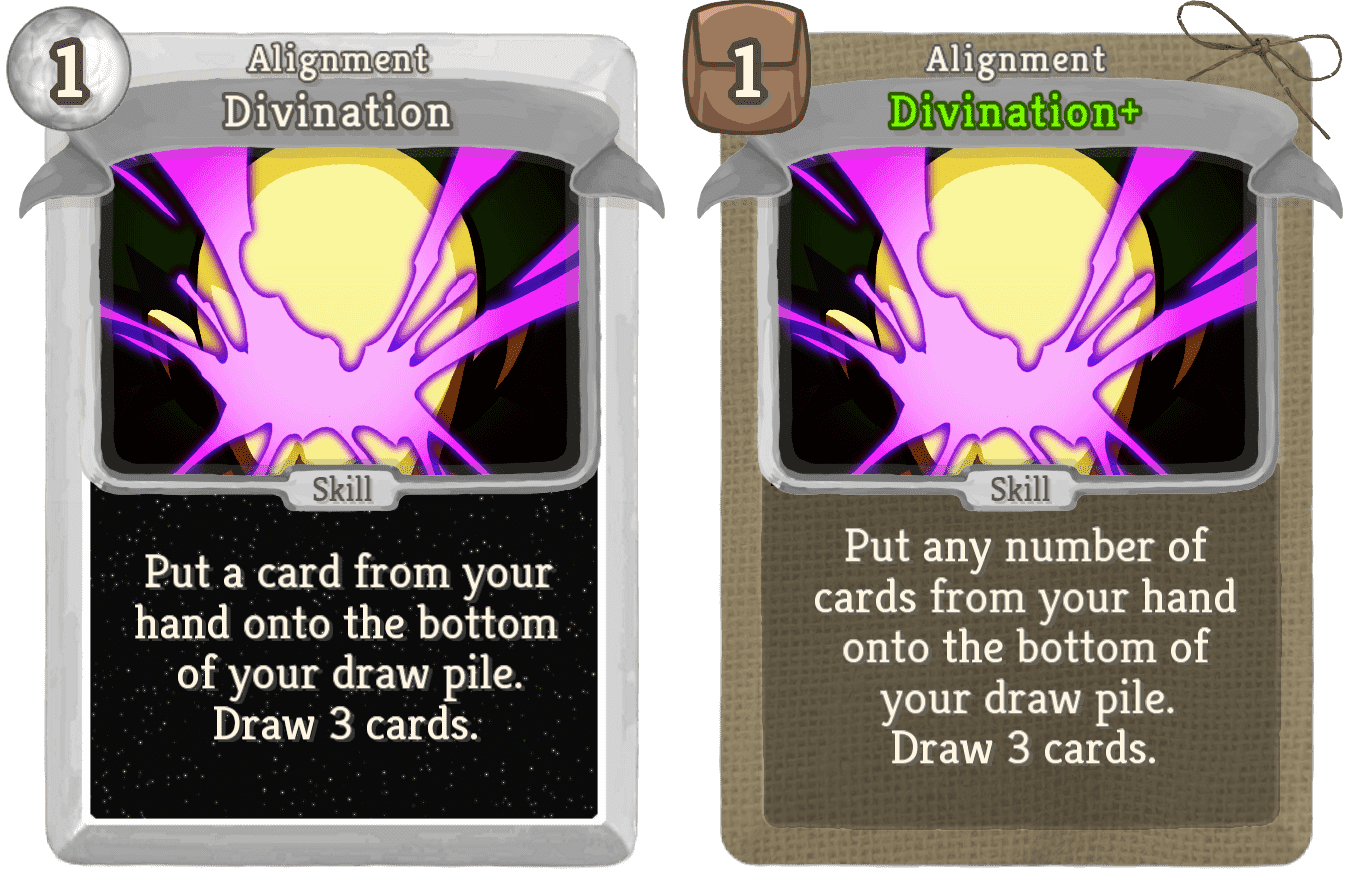 1
Alignment
Divination
Skill
Put a card from your
hand onto the bottom
of your draw pile.
Draw 3 cards.
1
Alignment
Divination+
Skill
Put any number of
cards from your hand
onto the bottom of
your draw pile.
Draw 3 cards.